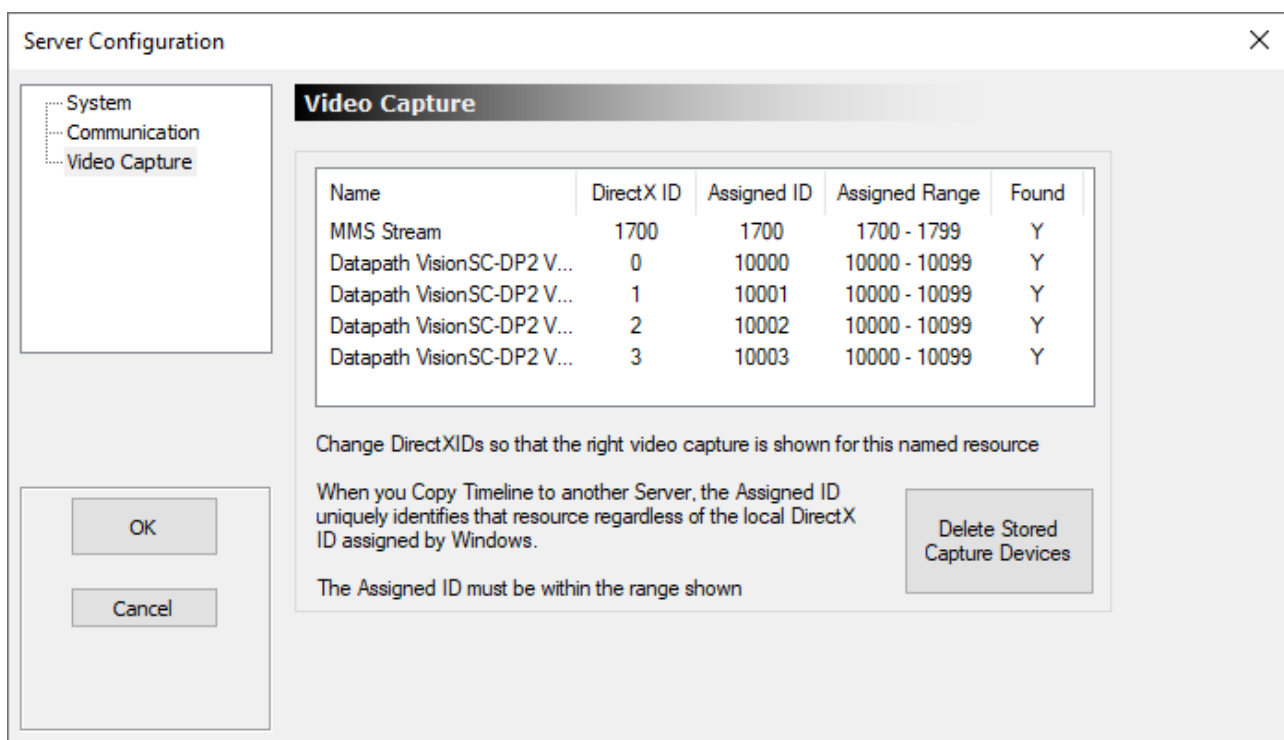 Server Configuration
System
Communication
Video Capture
OK
Cancel
Video Capture
Name DirectX ID Assigned ID Assigned Range Found
MMS Stream 1700 1700 1700 - 1799 Y
Datapath VisionSC-DP2 V... 0 10000 10000 - 10099 Y
Datapath VisionSC-DP2 V... 1 10001 10000 - 10099 Y
Datapath VisionSC-DP2 V... 2 10002 10000 - 10099 Y
Datapath VisionSC-DP2 V... 3 10003 10000 - 10099 Y
Change DirectXIDs so that the right video capture is shown for this named resource
When you Copy Timeline to another Server, the Assigned ID
uniquely identifies that resource regardless of the local DirectX
ID assigned by Windows.
The Assigned ID must be within the range shown
Delete Stored
Capture Devices